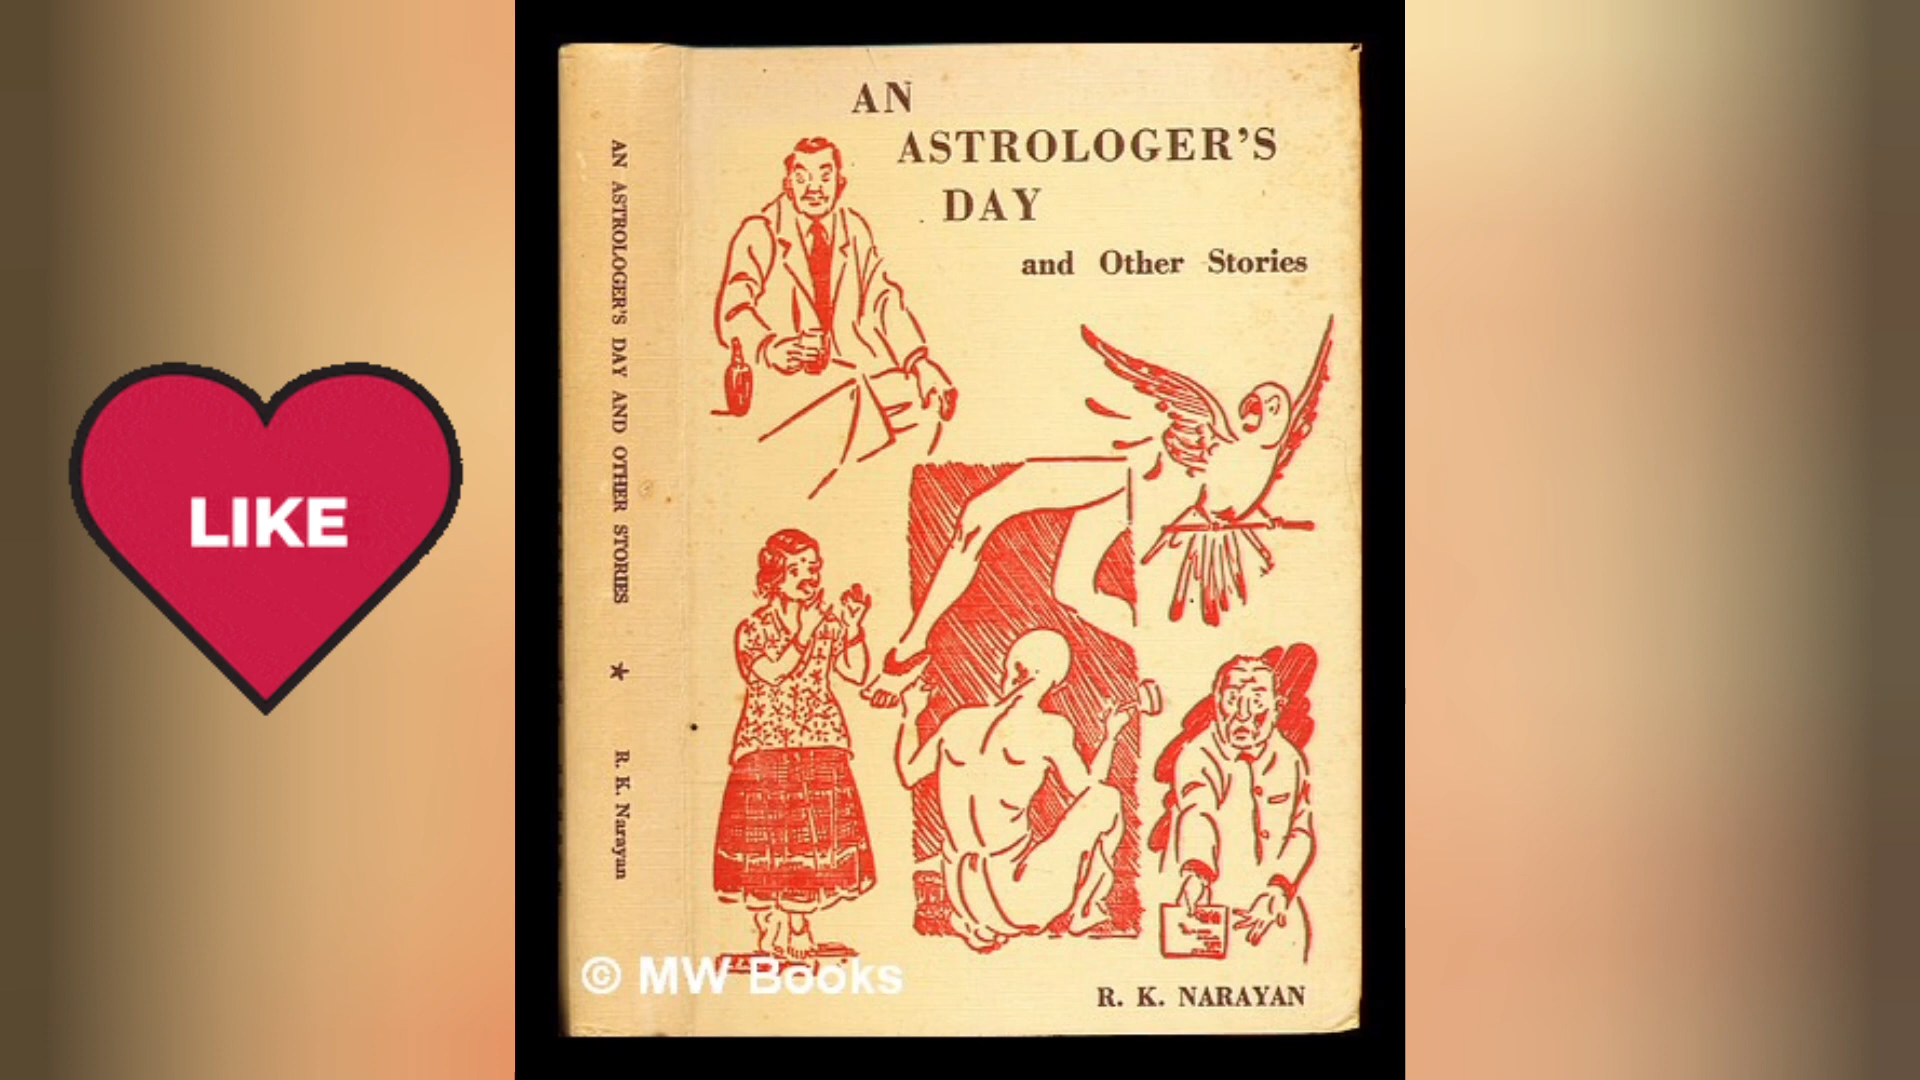 LIKE
AN ASTROLOGER'S DAY AND OTHER STORIES ★ R. K. Narayan
AN
ASTROLOGER'S
DAY
and Other Stories
R. K. NARAYAN
© MW Books